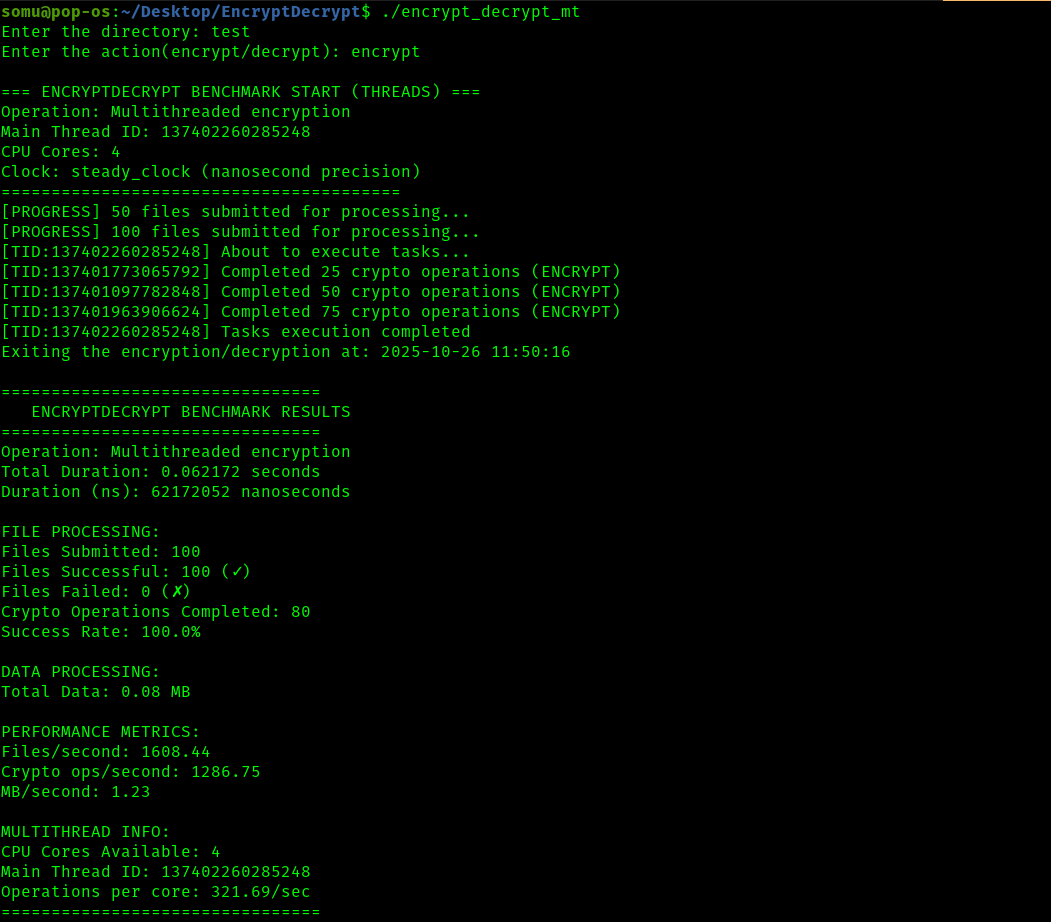 somu@pop-os:~/Desktop/EncryptDecrypt$ ./encrypt_decrypt_mt
Enter the directory: test
Enter the action(encrypt/decrypt): encrypt

=== ENCRYPTDECRYPT BENCHMARK START (THREADS) ===
Operation: Multithreaded encryption
Main Thread ID: 137402260285248
CPU Cores: 4
Clock: steady_clock (nanosecond precision)
========================================
[PROGRESS] 50 files submitted for processing...
[PROGRESS] 100 files submitted for processing...
[TID:137402260285248] About to execute tasks...
[TID:137401773065792] Completed 25 crypto operations (ENCRYPT)
[TID:137401097782848] Completed 50 crypto operations (ENCRYPT)
[TID:137401963906624] Completed 75 crypto operations (ENCRYPT)
[TID:137402260285248] Tasks execution completed
Exiting the encryption/decryption at: 2025-10-26 11:50:16

================================
   ENCRYPTDECRYPT BENCHMARK RESULTS
================================
Operation: Multithreaded encryption
Total Duration: 0.062172 seconds
Duration (ns): 62172052 nanoseconds

FILE PROCESSING:
Files Submitted: 100
Files Successful: 100 (✓)
Files Failed: 0 (✗)
Crypto Operations Completed: 80
Success Rate: 100.0%

DATA PROCESSING:
Total Data: 0.08 MB

PERFORMANCE METRICS:
Files/second: 1608.44
Crypto ops/second: 1286.75
MB/second: 1.23

MULTITHREAD INFO:
CPU Cores Available: 4
Main Thread ID: 137402260285248
Operations per core: 321.69/sec
================================